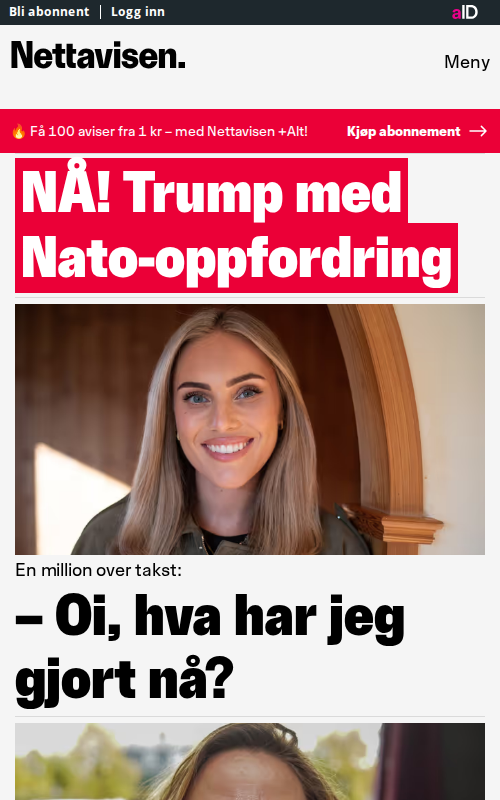 Bli abonnent | Logg inn
aID
Nettavisen.
Meny
🔥 Få 100 aviser fra 1 kr – med Nettavisen +Alt!
Kjøp abonnement →
NÅ! Trump med
Nato-oppfordring
En million over takst:
– Oi, hva har jeg
gjort nå?